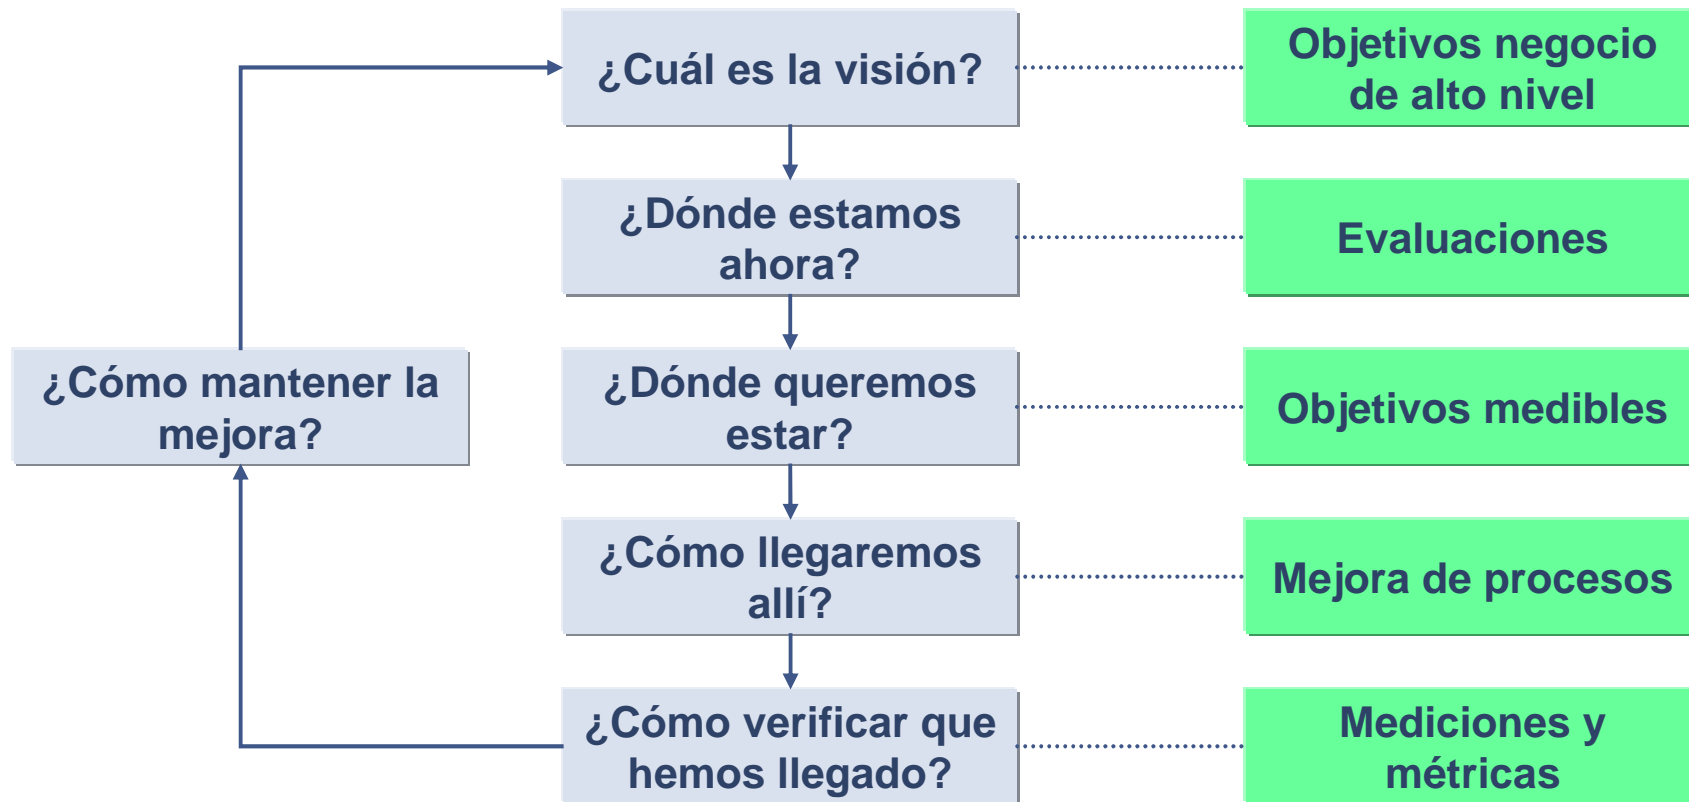 ¿Cuál es la visión?
Objetivos negocio
de alto nivel
¿Dónde estamos
ahora?
Evaluaciones
¿Cómo mantener la
mejora?
¿Dónde queremos
estar?
Objetivos medibles
¿Cómo llegaremos
allí?
Mejora de procesos
¿Cómo verificar que
hemos llegado?
Mediciones y
métricas